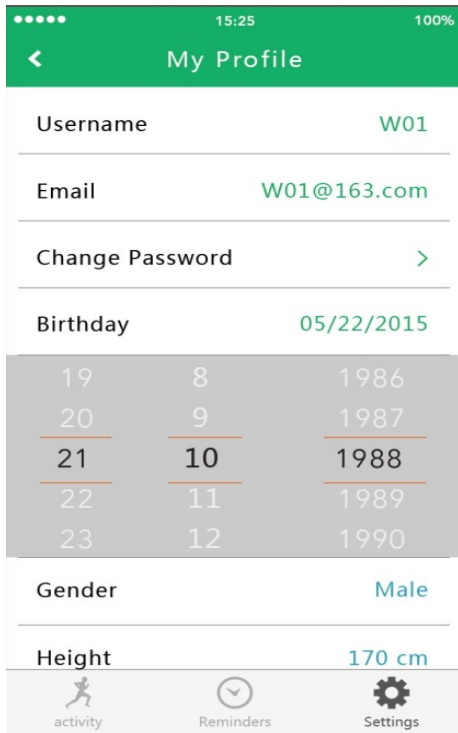 15:25 100%
My Profile
Username W01
Email W01@163.com
Change Password >
Birthday 05/22/2015
19 8 1986
20 9 1987
21 10 1988
22 11 1989
23 12 1990
Gender Male
Height 170 cm
activity Reminders Settings